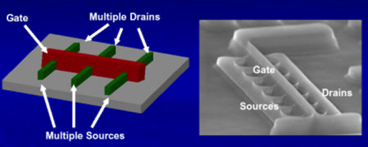 Gate
Multiple Drains
Multiple Sources
Gate
Drains
Sources